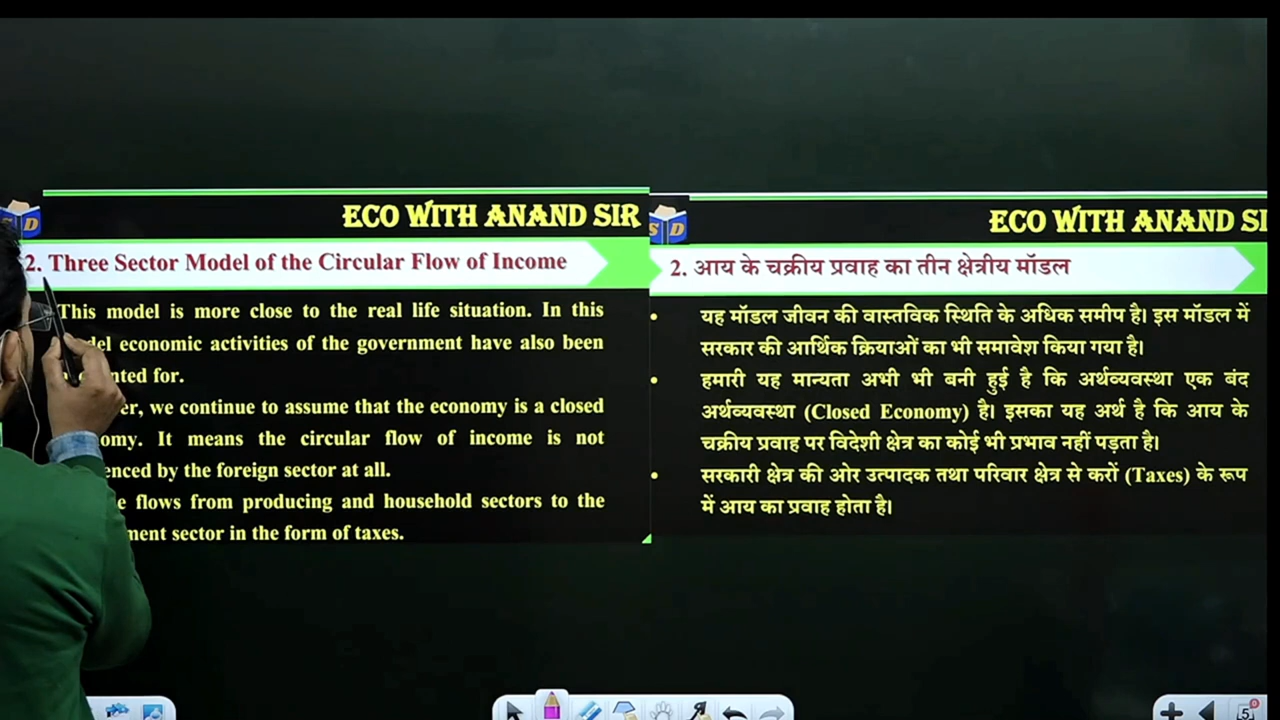 ECO WITH ANAND SIR
2. Three Sector Model of the Circular Flow of Income
This model is more close to the real life situation. In this
economic activities of the government have also been
for.
we continue to assume that the economy is a closed
It means the circular flow of income is not
by the foreign sector at all.
flows from producing and household sectors to the
sector in the form of taxes.
S D
ECO WITH ANAND SI
2. आय के चक्रीय प्रवाह का तीन क्षेत्रीय मॉडल
• यह मॉडल जीवन की वास्तविक स्थिति के अधिक समीप है। इस मॉडल में
सरकार की आर्थिक क्रियाओं का भी समावेश किया गया है।
• हमारी यह मान्यता अभी भी बनी हुई है कि अर्थव्यवस्था एक बंद
अर्थव्यवस्था (Closed Economy) है। इसका यह अर्थ है कि आय के
चक्रीय प्रवाह पर विदेशी क्षेत्र का कोई भी प्रभाव नहीं पड़ता है।
• सरकारी क्षेत्र की ओर उत्पादक तथा परिवार क्षेत्र से करों (Taxes) के रूप
में आय का प्रवाह होता है।
5